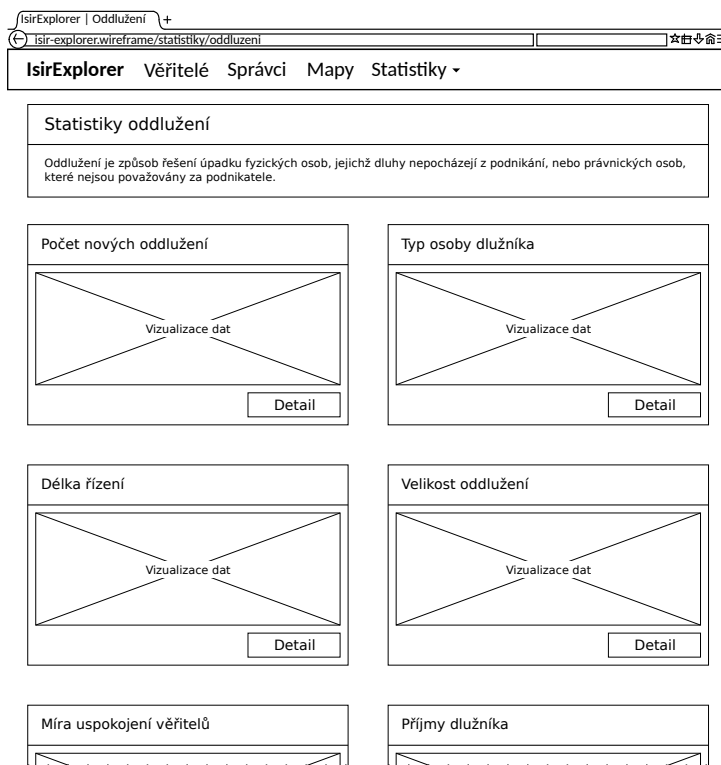 IsirExplorer | Oddlužení +
isir-explorer.wireframe/statistiky/oddluzeni
IsirExplorer Věřitelé Správci Mapy Statistiky
Statistiky oddlužení
Oddlužení je způsob řešení úpadku fyzických osob, jejichž dluhy nepocházejí z podnikání, nebo právnických osob,
které nejsou považovány za podnikatele.
Počet nových oddlužení
Vizualizace dat
Detail
Typ osoby dlužníka
Vizualizace dat
Detail
Délka řízení
Vizualizace dat
Detail
Velikost oddlužení
Vizualizace dat
Detail
Míra uspokojení věřitelů
Příjmy dlužníka